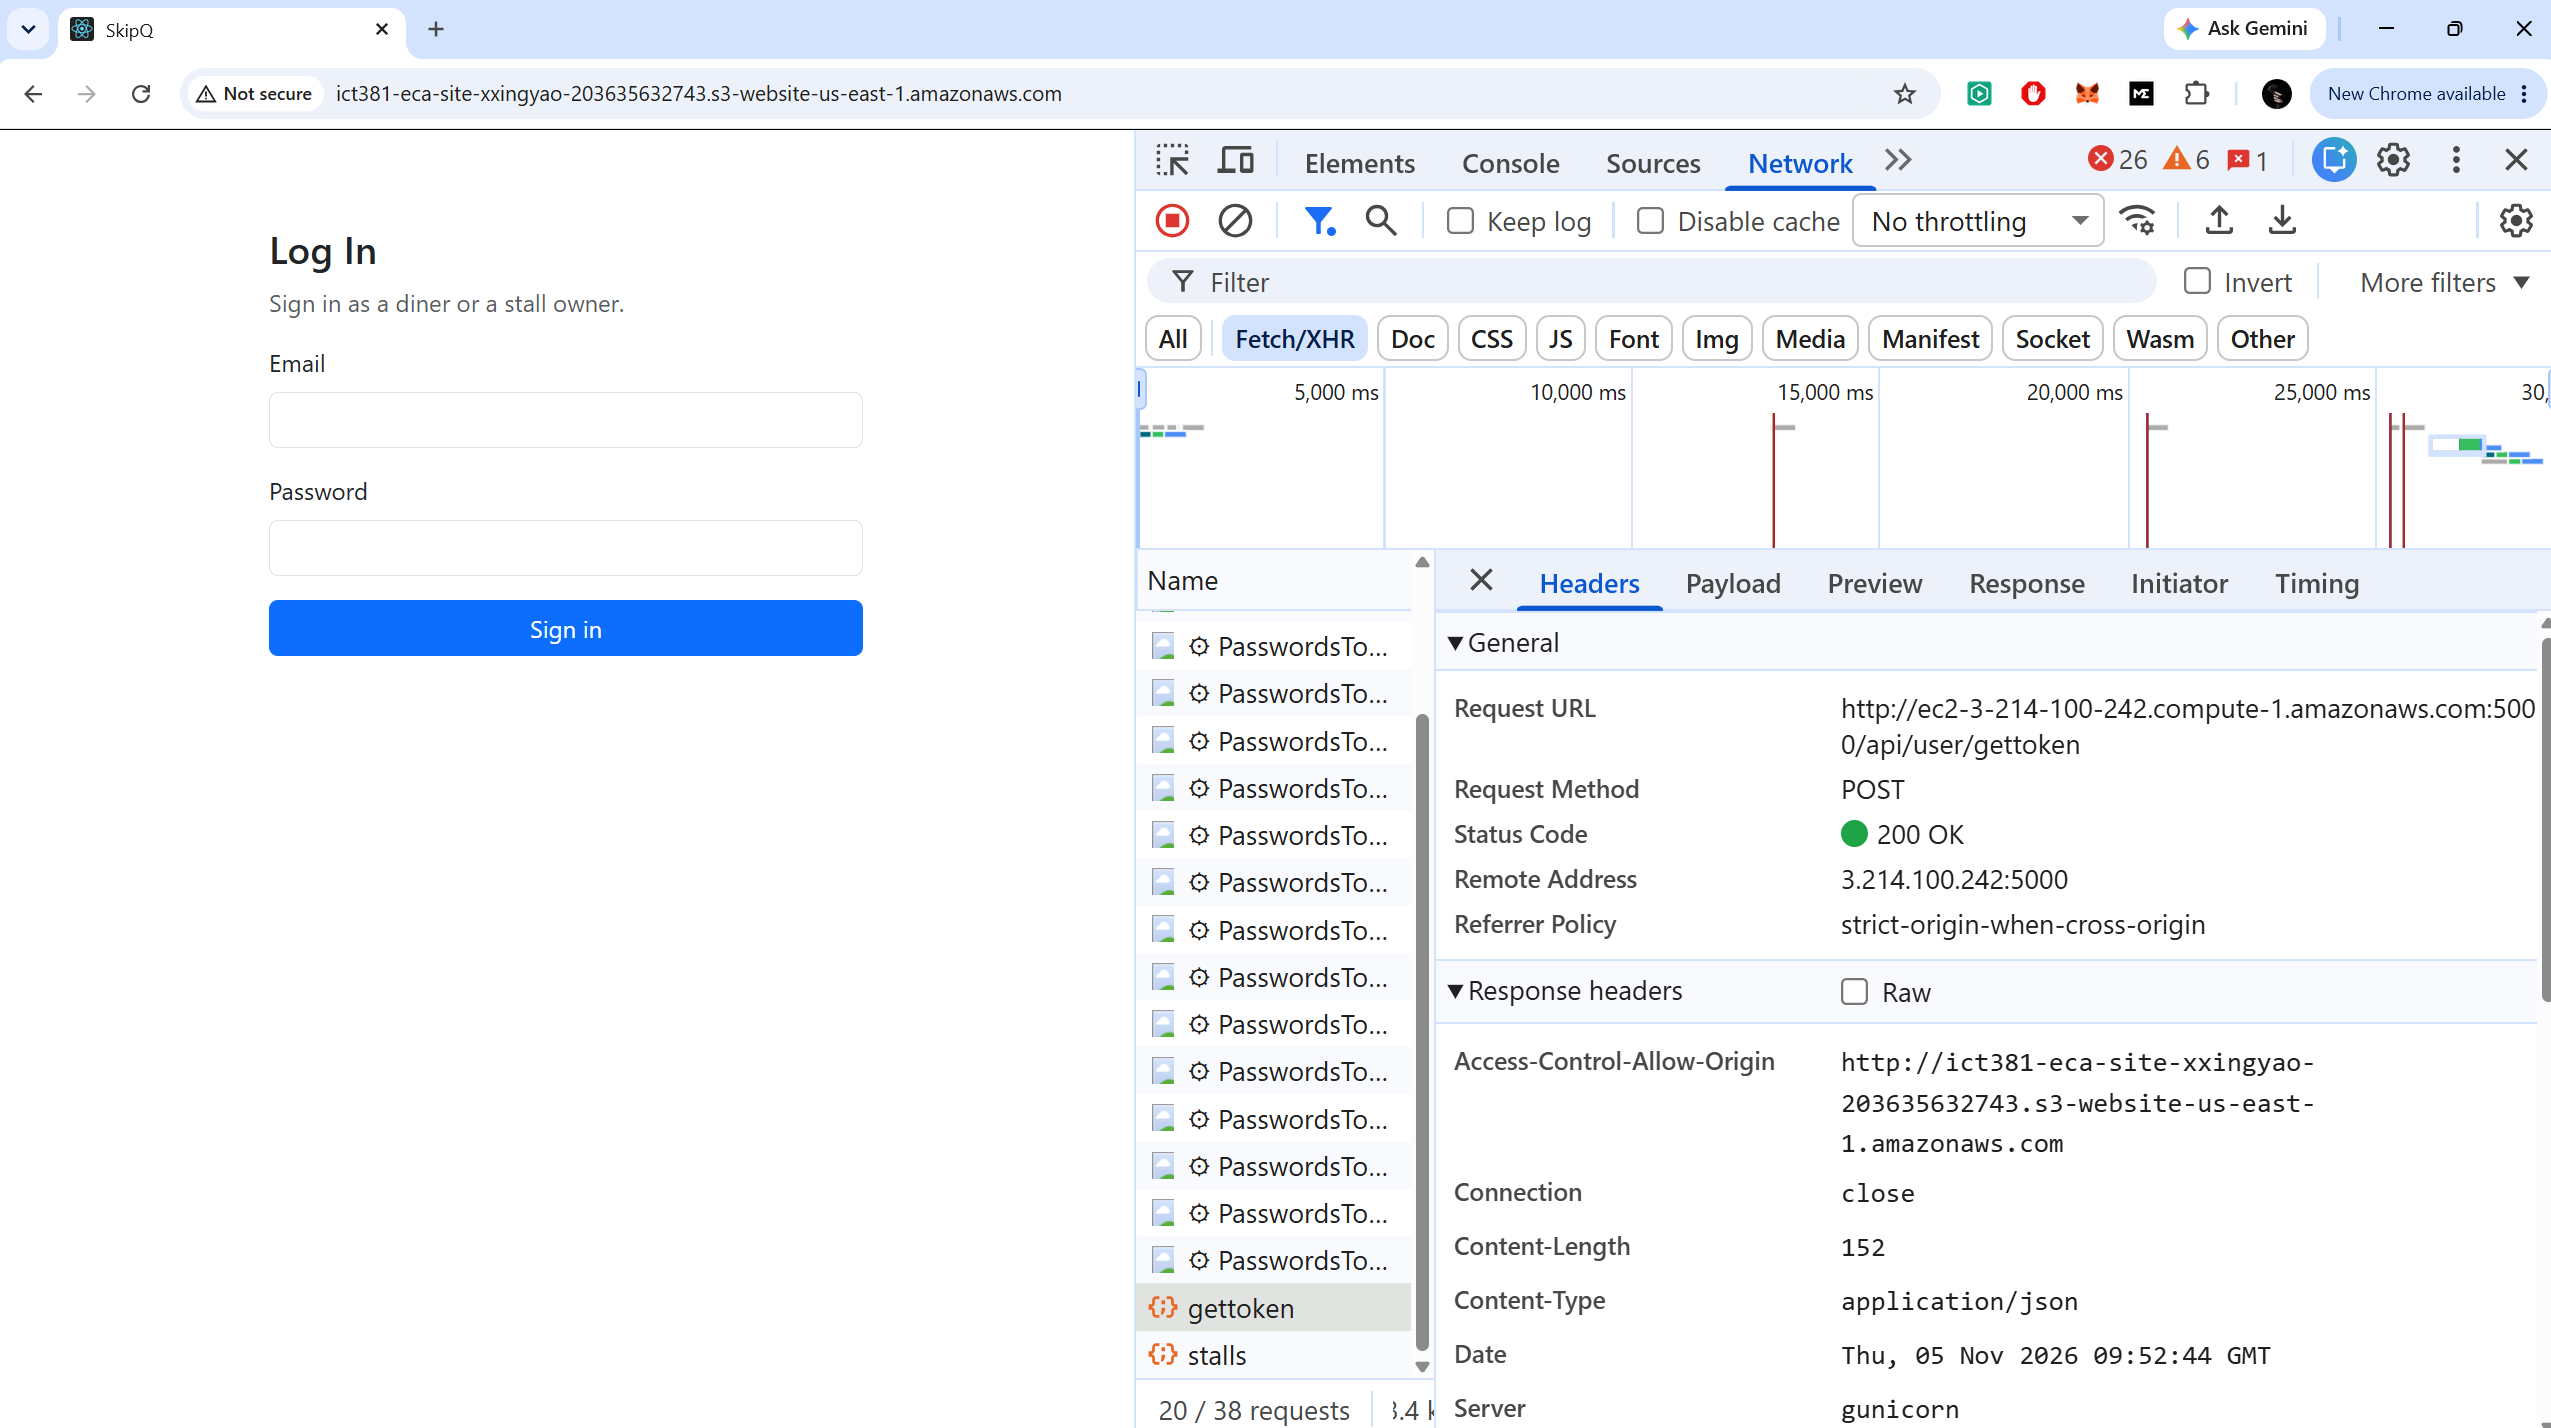 SkipQ
Ask Gemini
Not secure
ict381-eca-site-xxingyao-203635632743.s3-website-us-east-1.amazonaws.com
New Chrome available
Log In
Sign in as a diner or a stall owner.
Email
Password
Sign in
Elements
Console
Sources
Network
26
6
1
Keep log
Disable cache
No throttling
Filter
Invert
More filters
All
Fetch/XHR
Doc
CSS
JS
Font
Img
Media
Manifest
Socket
Wasm
Other
5,000 ms
10,000 ms
15,000 ms
20,000 ms
25,000 ms
30,
Name
PasswordsTo...
PasswordsTo...
PasswordsTo...
PasswordsTo...
PasswordsTo...
PasswordsTo...
PasswordsTo...
PasswordsTo...
PasswordsTo...
PasswordsTo...
PasswordsTo...
PasswordsTo...
PasswordsTo...
PasswordsTo...
gettoken
stalls
20 / 38 requests
3.4 k
Headers
Payload
Preview
Response
Initiator
Timing
General
Request URL
http://ec2-3-214-100-242.compute-1.amazonaws.com:500
0/api/user/gettoken
Request Method
POST
Status Code
200 OK
Remote Address
3.214.100.242:5000
Referrer Policy
strict-origin-when-cross-origin
Response headers
Raw
Access-Control-Allow-Origin
http://ict381-eca-site-xxingyao-
203635632743.s3-website-us-east-
1.amazonaws.com
Connection
close
Content-Length
152
Content-Type
application/json
Date
Thu, 05 Nov 2026 09:52:44 GMT
Server
gunicorn